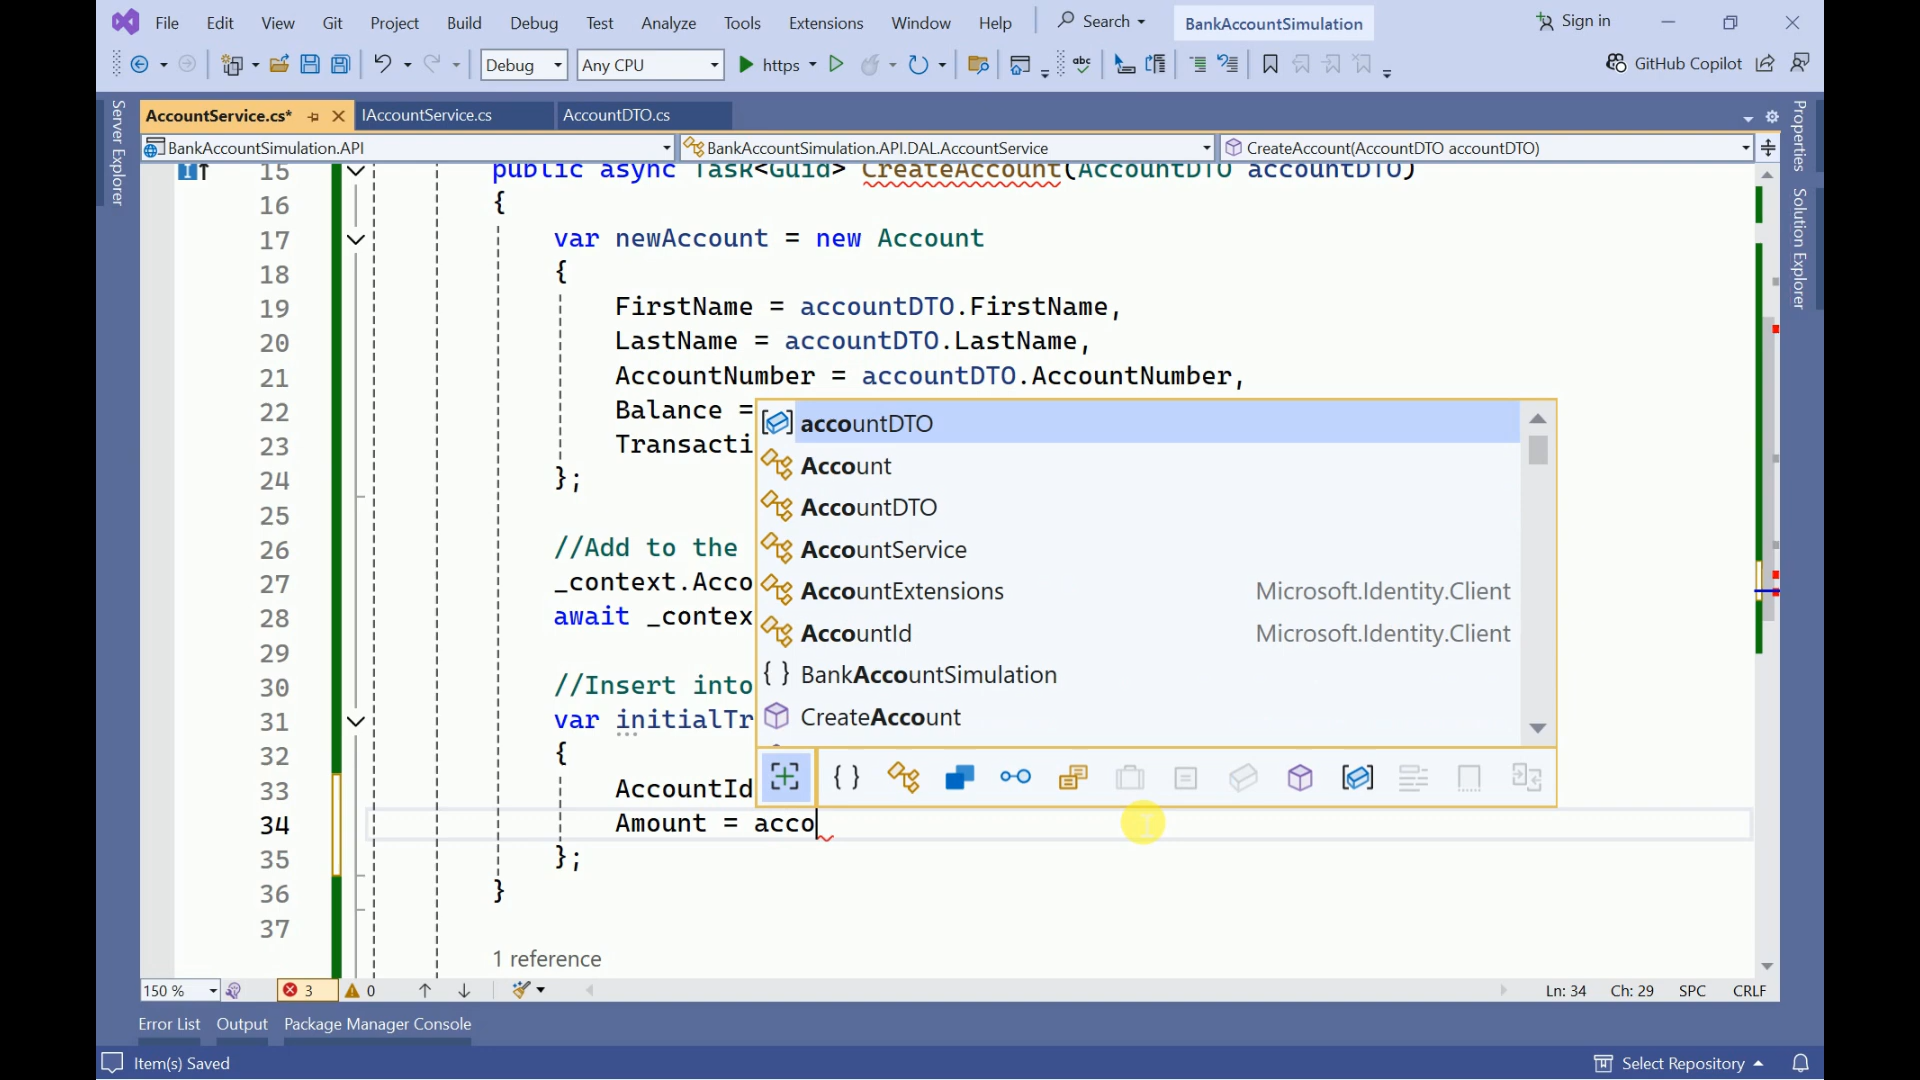 File Edit View Git Project Build Debug Test Analyze Tools Extensions Window Help Search BankAccountSimulation Sign in
Debug Any CPU https abc GitHub Copilot
AccountService.cs* IAccountService.cs AccountDTO.cs
BankAccountSimulation.API BankAccountSimulation.API.DAL.AccountService CreateAccount(AccountDTO accountDTO)
Server Explorer
Properties
Solution Explorer
15 public async Task<Guid> CreateAccount(AccountDTO accountDTO)
16 {
17 var newAccount = new Account
18 {
19 FirstName = accountDTO.FirstName,
20 LastName = accountDTO.LastName,
21 AccountNumber = accountDTO.AccountNumber,
22 Balance =
23 Transacti
24 };
25
26 //Add to the
27 _context.Acco
28 await _contex
29
30 //Insert into
31 var initialTr
32 {
33 AccountId
34 Amount = acco
35 };
36 }
37
1 reference
accountDTO
Account
AccountDTO
AccountService
AccountExtensions Microsoft.Identity.Client
AccountId Microsoft.Identity.Client
{ } BankAccountSimulation
CreateAccount
{ }
150 % 3 0 Ln: 34 Ch: 29 SPC CRLF
Error List Output Package Manager Console
Item(s) Saved Select Repository